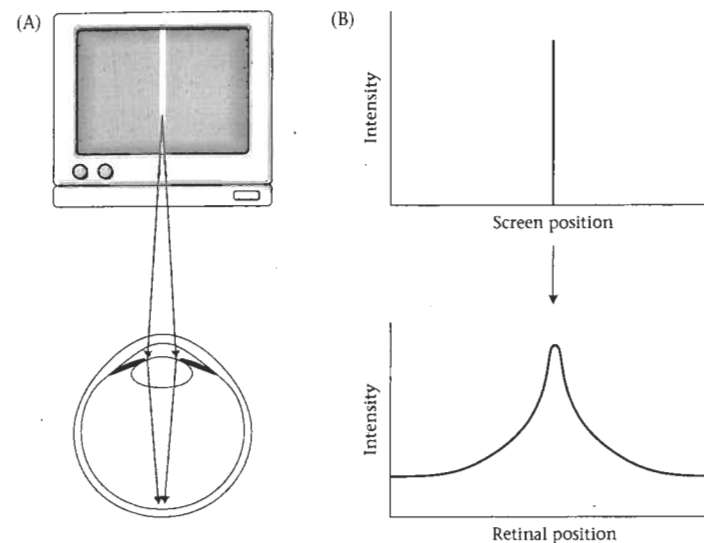 (A)
(B)
Intensity
Screen position
Intensity
Retinal position